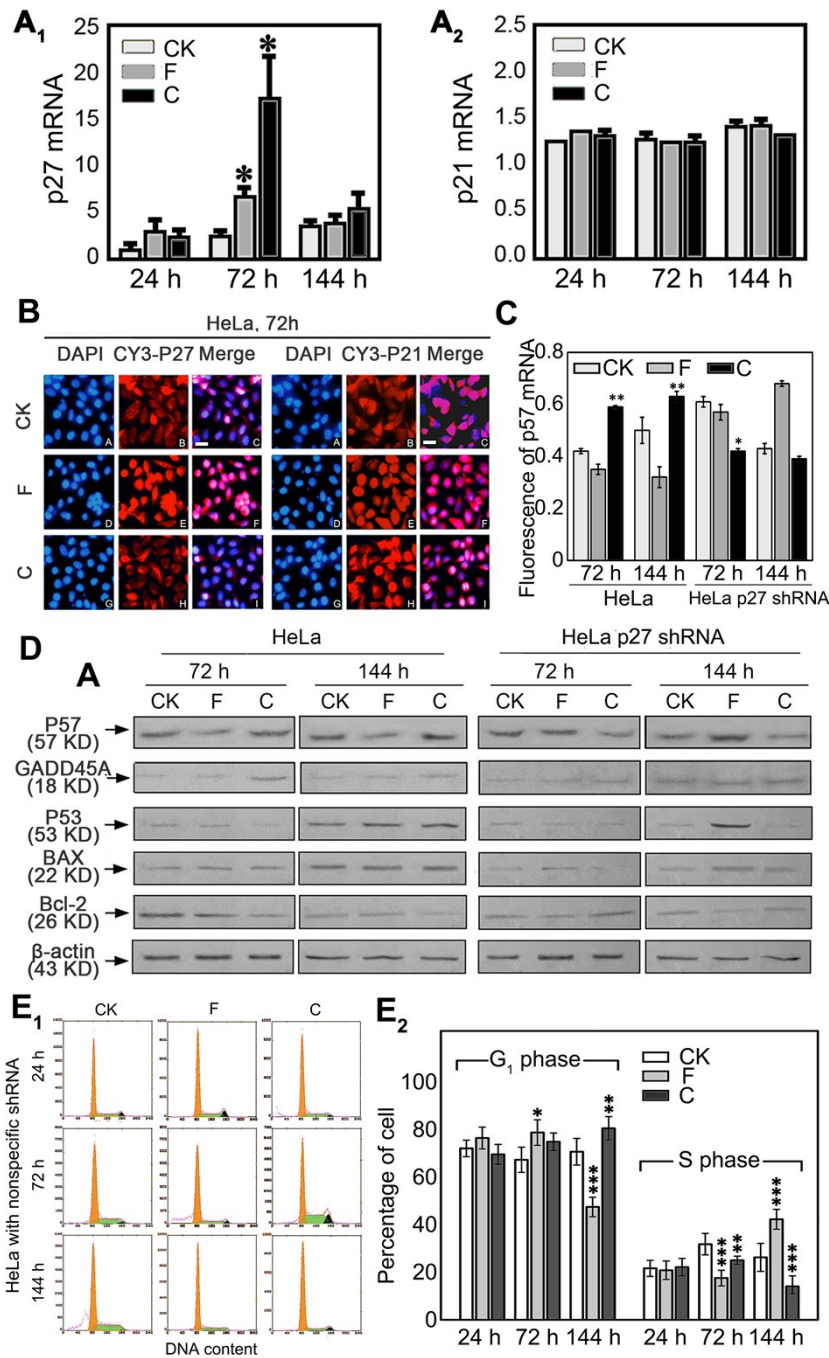 A1
25
20
15
10
5
0
p27 mRNA
CK
F
C
*
*
24 h 72 h 144 h
A2
2.5
2.0
1.5
1.0
0.5
0.0
p21 mRNA
CK
F
C
24 h 72 h 144 h
B
HeLa, 72h
DAPI CY3-P27 Merge DAPI CY3-P21 Merge
CK
A B C A B C
F
D E F D E F
C
G H I G H I
C
0.8
0.6
0.4
0.2
0
Fluorescence of p57 mRNA
CK F C
** ** *
72 h 144 h 72 h 144 h
HeLa HeLa p27 shRNA
D
A
HeLa HeLa p27 shRNA
72 h 144 h 72 h 144 h
CK F C CK F C CK F C CK F C
P57
(57 KD)
GADD45A
(18 KD)
P53
(53 KD)
BAX
(22 KD)
Bcl-2
(26 KD)
β-actin
(43 KD)
E1
CK F C
HeLa with nonspecific shRNA
24 h
72 h
144 h
DNA content
E2
100
80
60
40
20
0
Percentage of cell
G1 phase
CK
F
C
S phase
* *** ** *** ** *** ***
24 h 72 h 144 h 24 h 72 h 144 h